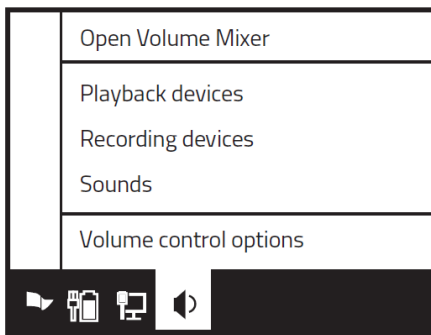 Open Volume Mixer
Playback devices
Recording devices
Sounds
Volume control options